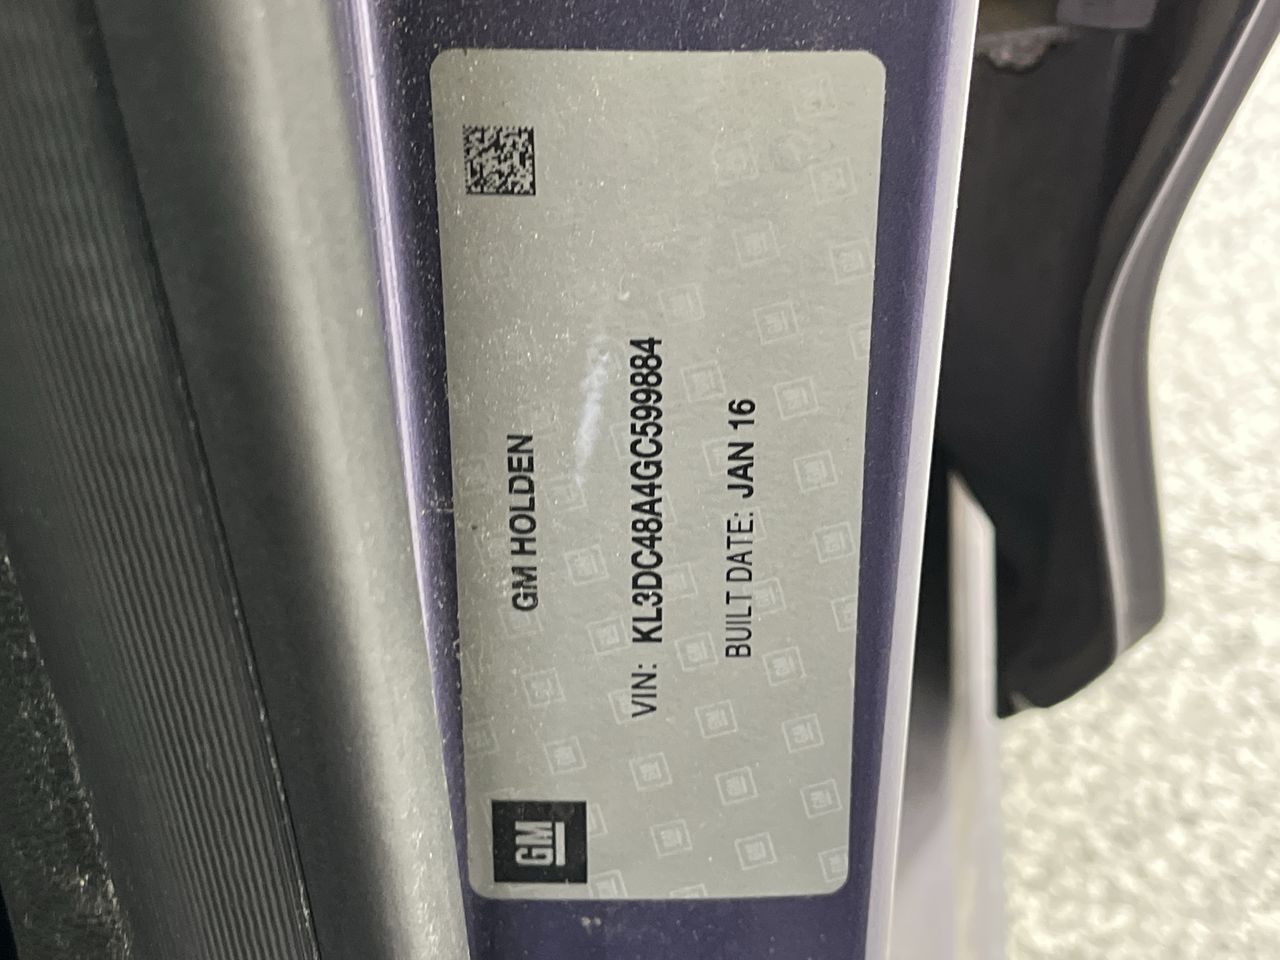 GM HOLDEN
VIN: KL3DC48A4GC599884
BUILT DATE: JAN 16
GM